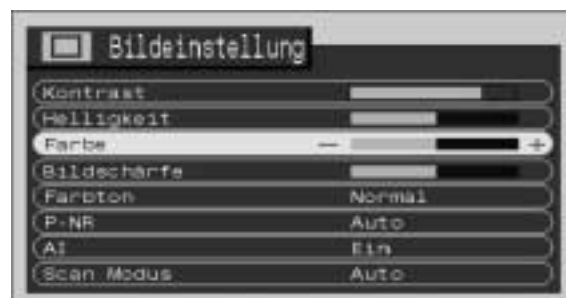 Bildeinstellung
Kontrast
Helligkeit
Farbe − +
Bildschärfe
Farbton Normal
P-NR Auto
AI Ein
Scan Modus Auto